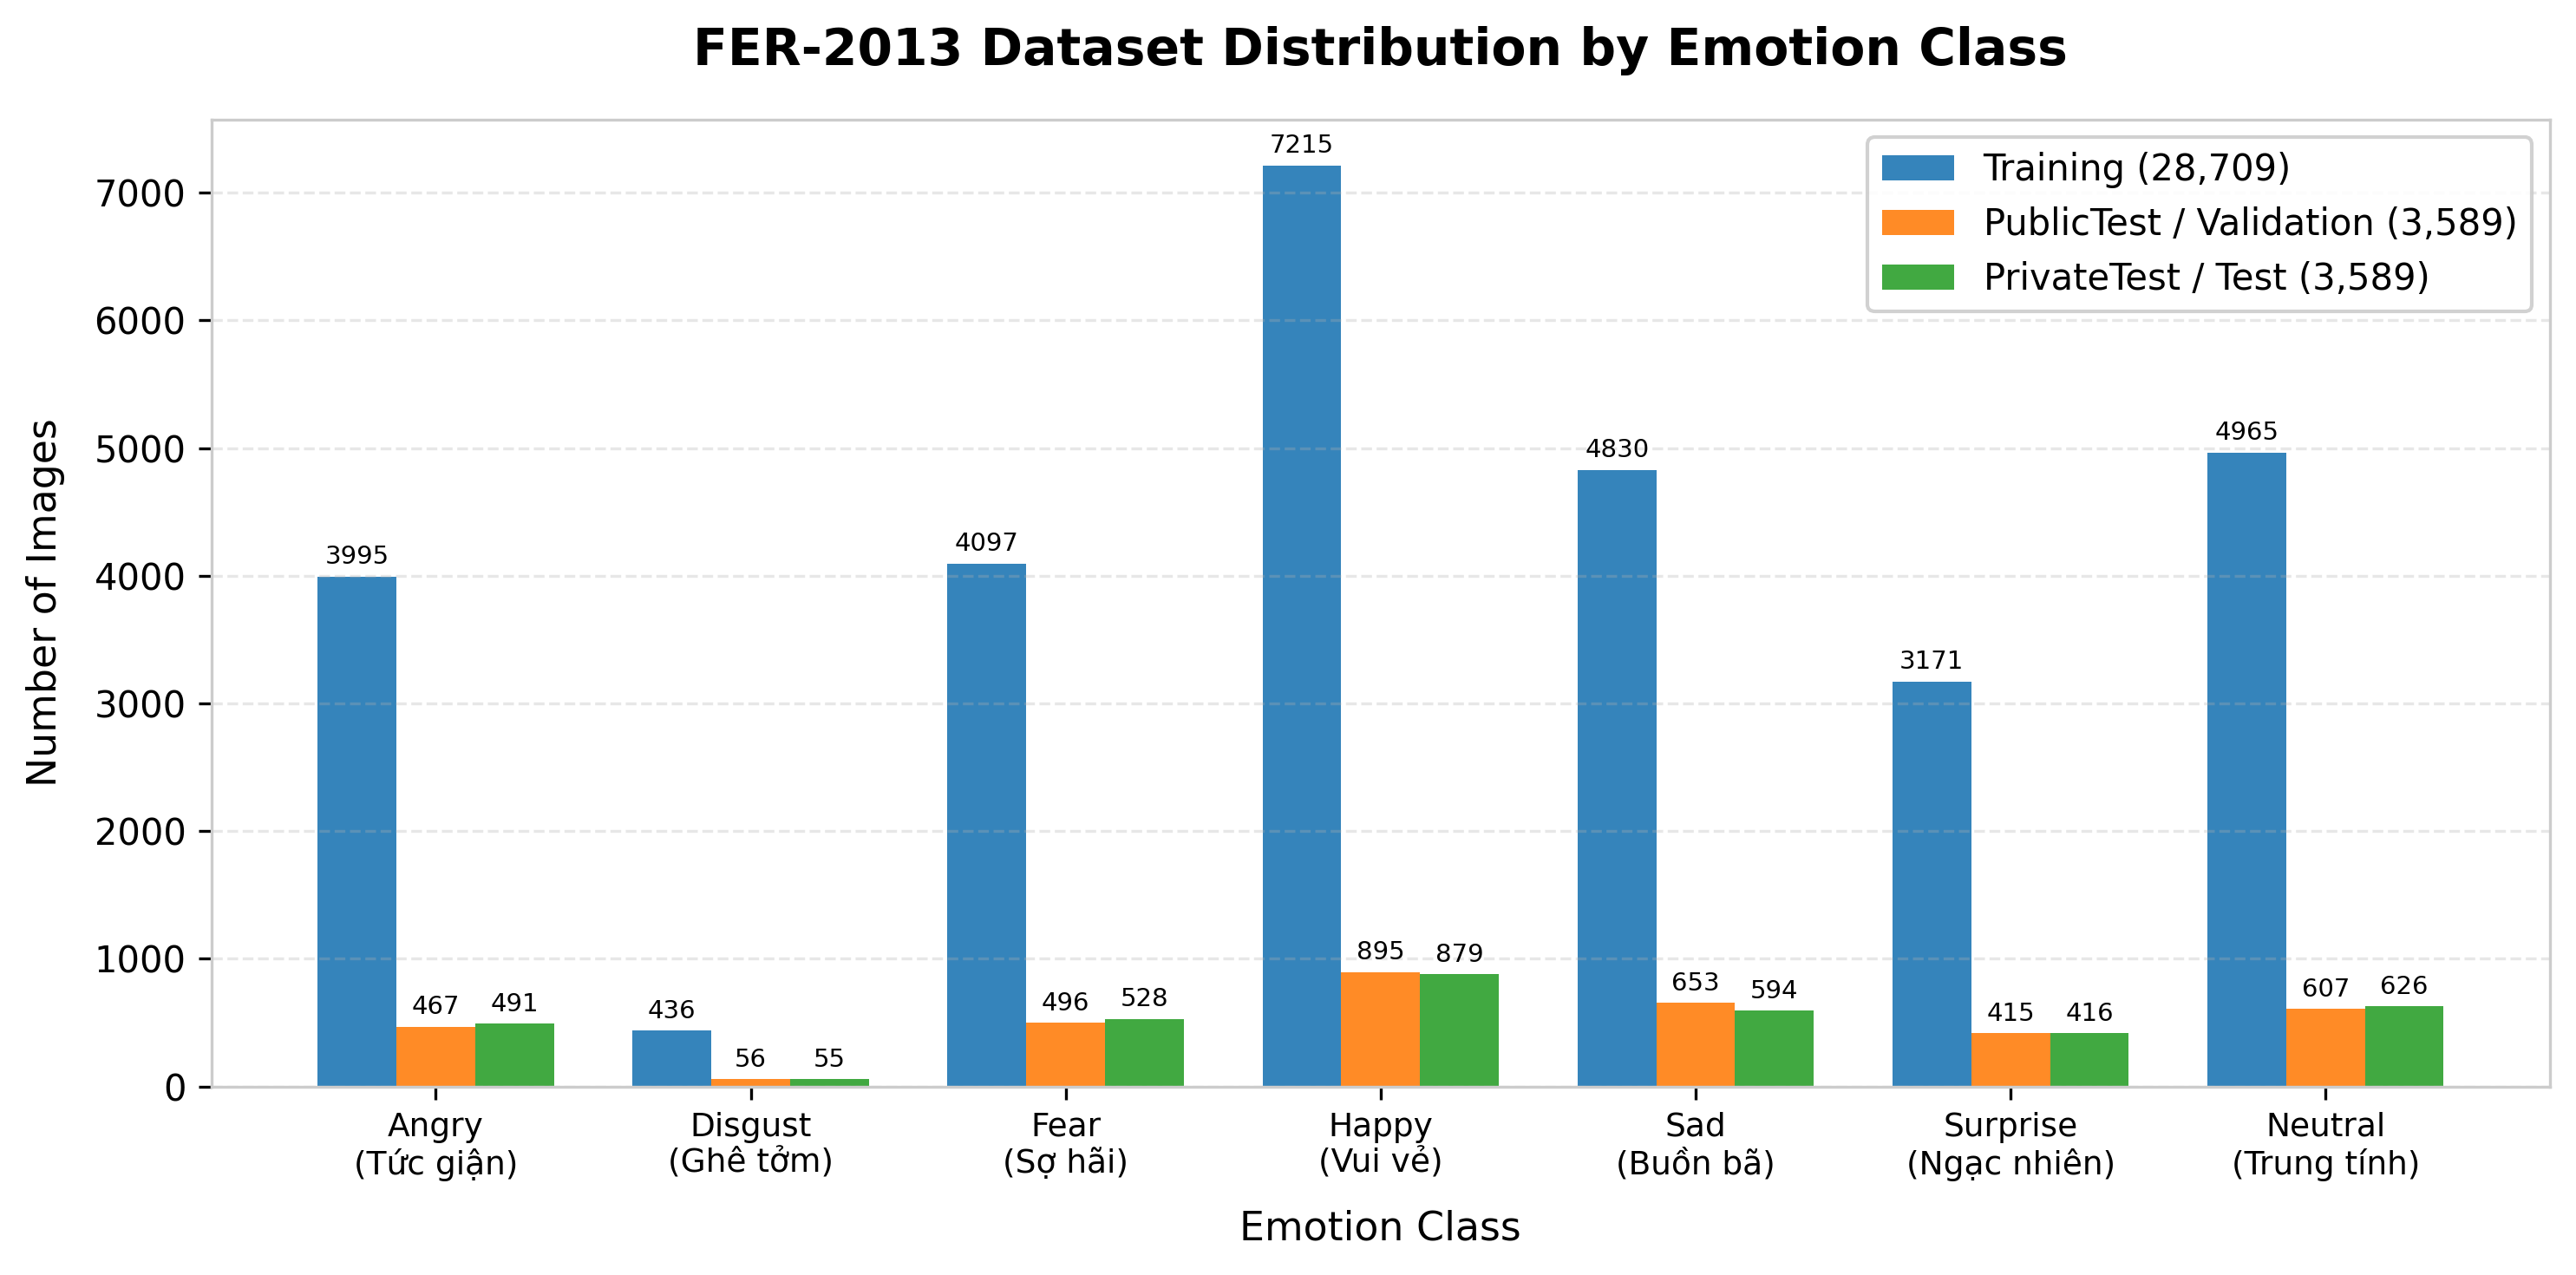 FER-2013 Dataset Distribution by Emotion Class
Training (28,709)
PublicTest / Validation (3,589)
PrivateTest / Test (3,589)
Number of Images
7000
6000
5000
4000
3000
2000
1000
0
3995
467
491
436
56
55
4097
496
528
7215
895
879
4830
653
594
3171
415
416
4965
607
626
Angry
(Tức giận)
Disgust
(Ghê tởm)
Fear
(Sợ hãi)
Happy
(Vui vẻ)
Sad
(Buồn bã)
Surprise
(Ngạc nhiên)
Neutral
(Trung tính)
Emotion Class